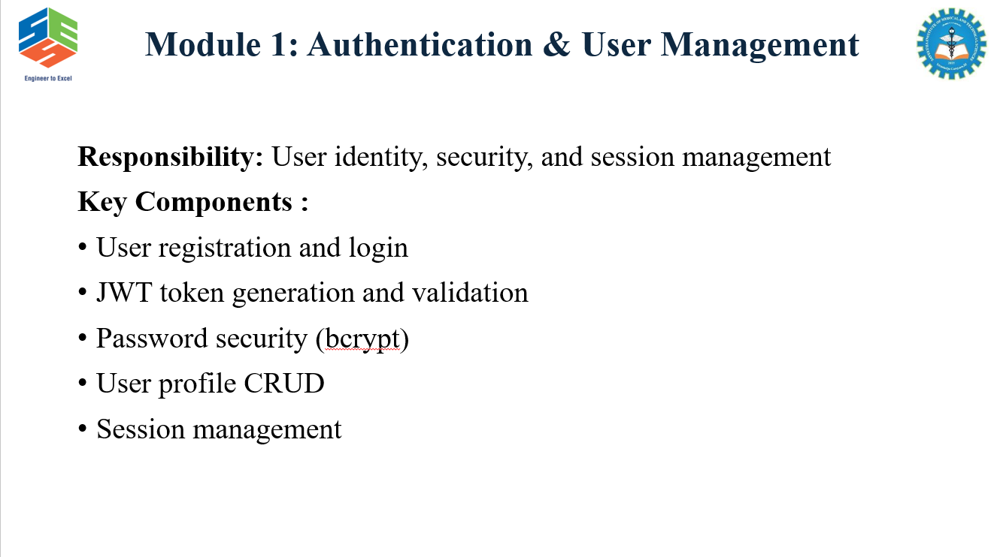 SES
Engineer to Excel
Module 1: Authentication & User Management
Responsibility: User identity, security, and session management
Key Components :
• User registration and login
• JWT token generation and validation
• Password security (bcrypt)
• User profile CRUD
• Session management